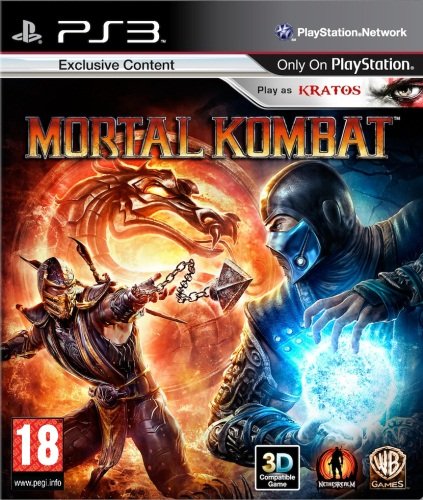 PS3
PlayStation®Network
Exclusive Content
Only On PlayStation®
Play as KRATOS
MORTAL KOMBAT™
18
www.pegi.info
3D
Compatible
Game
NETHERREALM
WB
GAMES